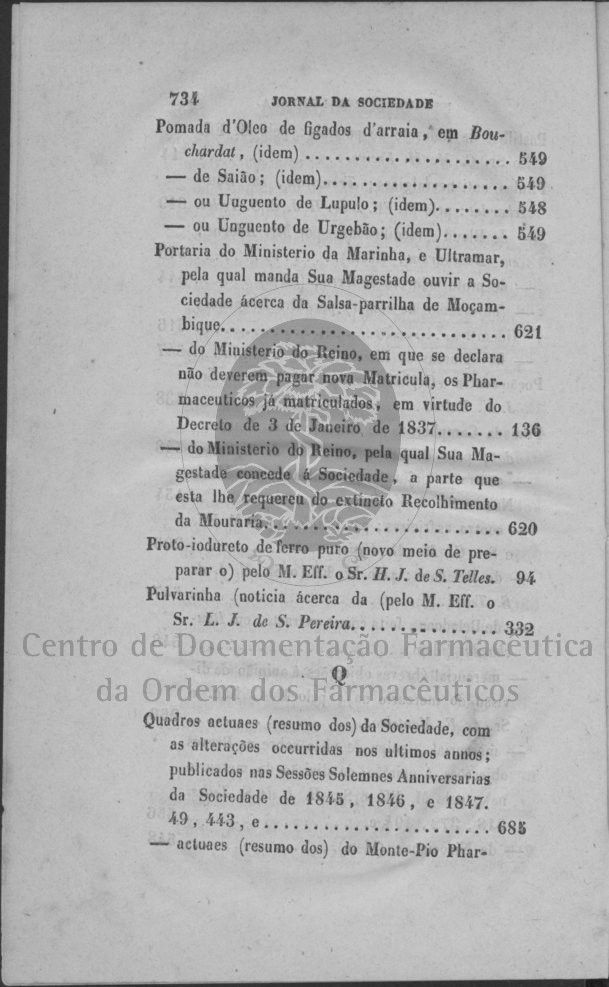 734 JORNAL DA SOCIEDADE
Pomada d'Oleo de figados d'arraia, em Bou-
chardat, (idem) ...................... 549
— de Saião; (idem).................... 549
— ou Unguento de Lupulo; (idem)........ 548
— ou Unguento de Urgebão; (idem)....... 549
Portaria do Ministerio da Marinha, e Ultramar,
pela qual manda Sua Magestade ouvir a So-
ciedade ácerca da Salsa-parrilha de Moçam-
bique.............................. 621
— do Ministerio do Reino, em que se declara
não deverem pagar nova Matricula, os Phar-
maceuticos já matriculados, em virtude do
Decreto de 3 de Janeiro de 1837....... 136
— do Ministerio do Reino, pela qual Sua Ma-
gestade concede á Sociedade, a parte que
esta lhe requereu do extincto Recolhimento
da Mouraria......................... 620
Proto-iodureto de ferro puro (novo meio de pre-
parar o) pelo M. Eff. o Sr. H. J. de S. Telles. 94
Pulvarinha (noticia ácerca da (pelo M. Eff. o
Sr. L. J. de S. Pereira................ 332
Centro de Documentação Farmacêutica
da Ordem dos Farmacêuticos
Q
Quadros actuaes (resumo dos) da Sociedade, com
as alterações occurridas nos ultimos annos;
publicados nas Sessões Solemnes Anniversarias
da Sociedade de 1845, 1846, e 1847.
49, 443, e........................ 685
— actuaes (resumo dos) do Monte-Pio Phar-